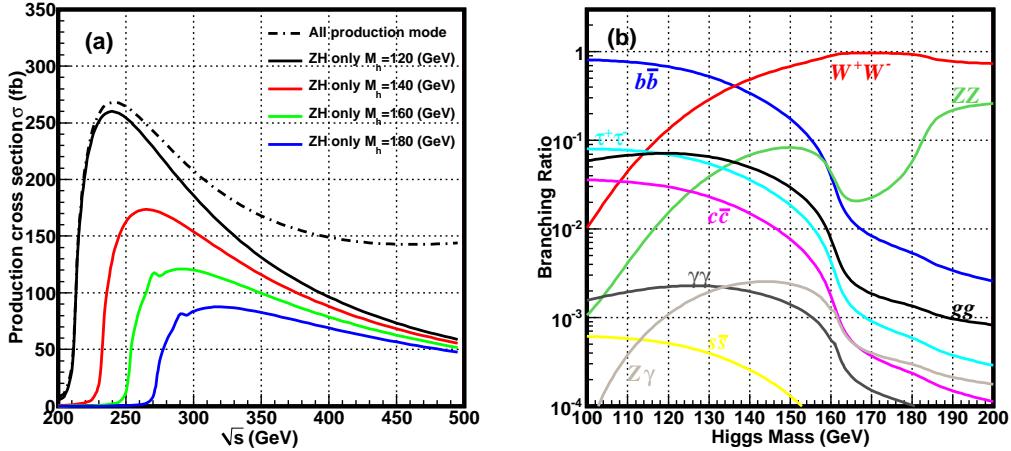 (a)
All production mode
ZH only M_h=120 (GeV)
ZH only M_h=140 (GeV)
ZH only M_h=160 (GeV)
ZH only M_h=180 (GeV)
Production cross section σ (fb)
350
300
250
200
150
100
50
0
200 250 300 350 400 450 500
√s (GeV)
(b)
Branching Ratio
1
10⁻¹
10⁻²
10⁻³
10⁻⁴
bb̅
W⁺W⁻
ZZ
τ⁺τ⁻
cc̅
γγ
gg
ss̅
Zγ
100 110 120 130 140 150 160 170 180 190 200
Higgs Mass (GeV)